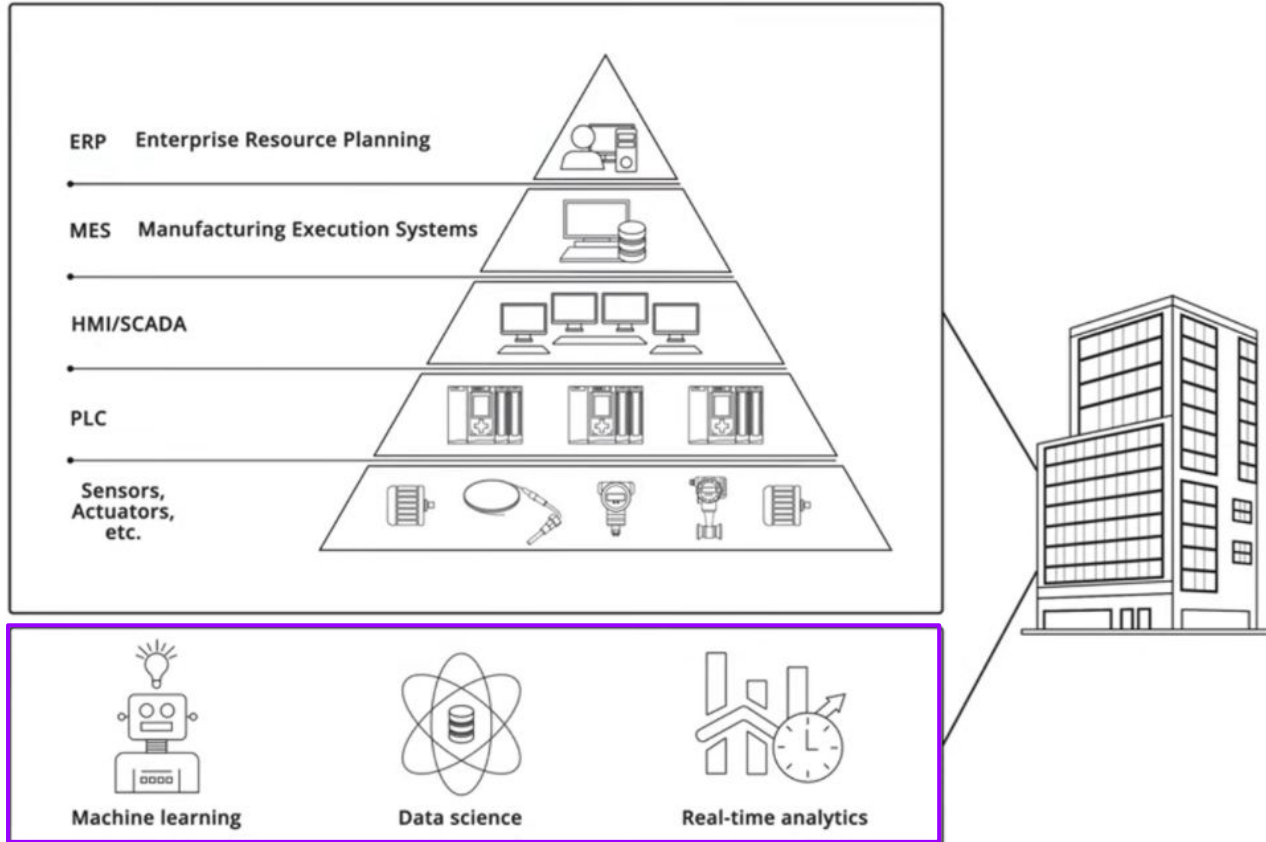 ERP Enterprise Resource Planning
MES Manufacturing Execution Systems
HMI/SCADA
PLC
Sensors,
Actuators,
etc.
Machine learning
Data science
Real-time analytics